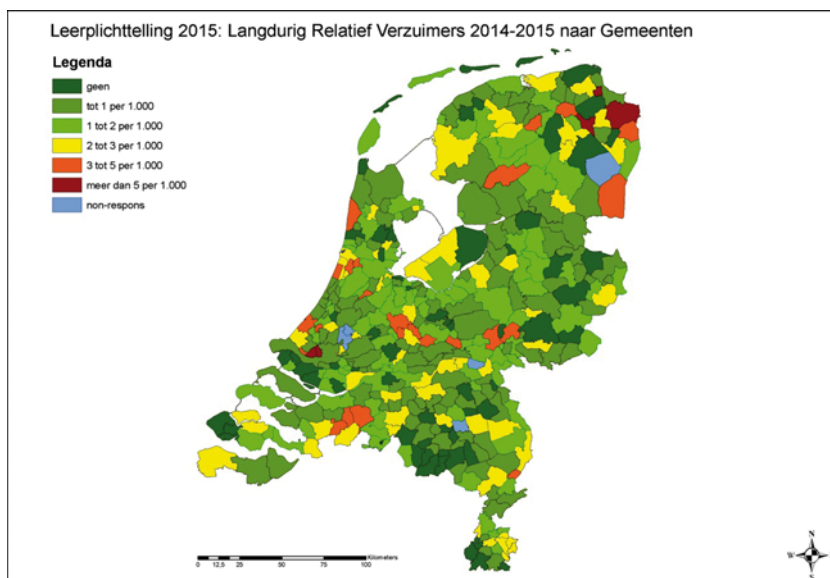 Leerplichttelling 2015: Langdurig Relatief Verzuimers 2014-2015 naar Gemeenten
Legenda
geen
tot 1 per 1.000
1 tot 2 per 1.000
2 tot 3 per 1.000
3 tot 5 per 1.000
meer dan 5 per 1.000
non-respons
Kilometers
0 12,5 25 50 75 100
N
W E
S